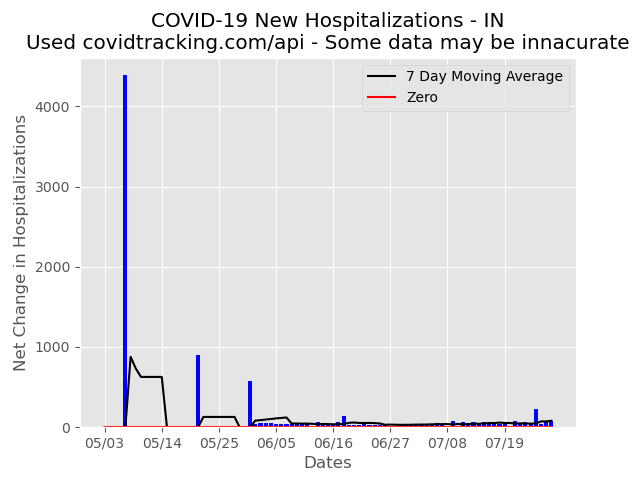 COVID-19 New Hospitalizations - IN
Used covidtracking.com/api - Some data may be innacurate
7 Day Moving Average
Zero
Net Change in Hospitalizations
4000
3000
2000
1000
0
05/03 05/14 05/25 06/05 06/16 06/27 07/08 07/19
Dates